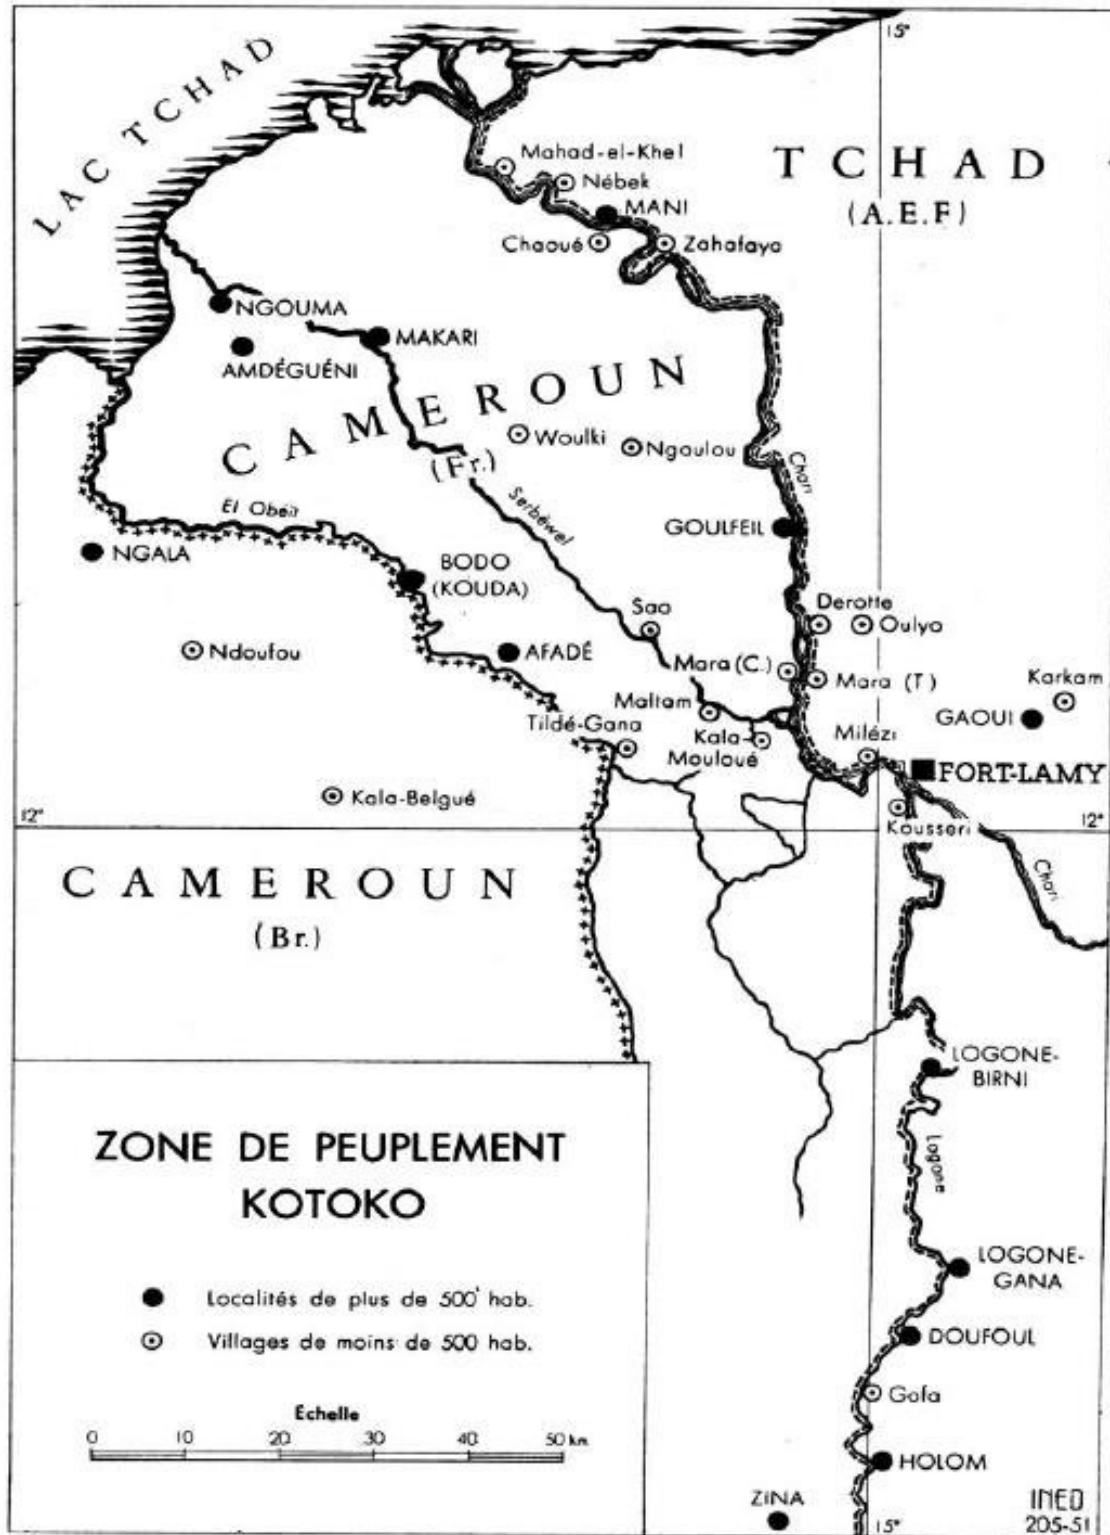 15°
LAC TCHAD
TCHAD
(A.E.F)
Mahad-el-Khel
Nébek
MANI
Chaoué
Zahafaya
NGOUMA
MAKARI
AMDÉGUÉNI
CAMEROUN
(Fr.)
Woulki
Ngoulou
Chari
Serbéwel
El Obéït
GOULFEIL
NGALA
BODO
(KOUDA)
Derotte
Sao
Oulyo
Ndoufou
AFADÉ
Mara (C.)
Mara (T)
Karkam
Maltam
GAOUI
Tildé-Gana
Kala-
Mouloué
Milézi
FORT-LAMY
Kala-Belgué
12°
Kousseri
12°
CAMEROUN
(Br.)
Chari
LOGONE-
BIRNI
Logone
ZONE DE PEUPLEMENT
KOTOKO
LOGONE-
GANA
Localités de plus de 500 hab.
Villages de moins de 500 hab.
DOUFOUL
Gofa
Echelle
0 10 20 30 40 50 km.
HOLOM
ZINA
15°
INED
205-51